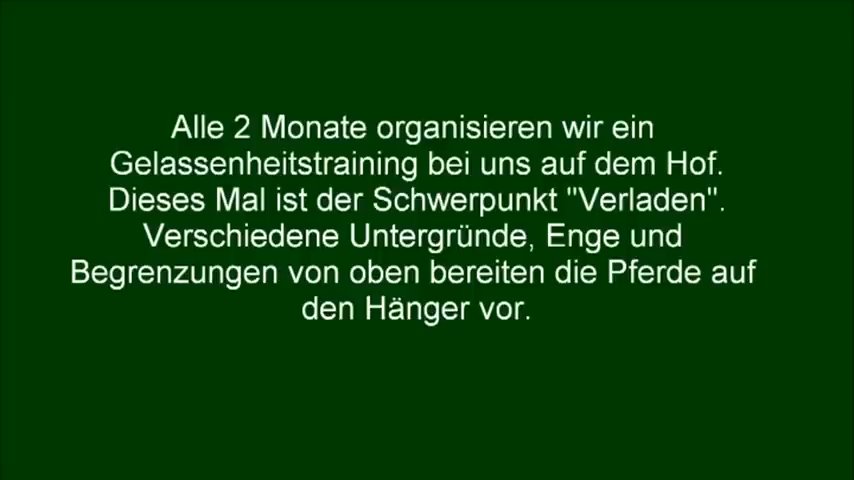 Alle 2 Monate organisieren wir ein
Gelassenheitstraining bei uns auf dem Hof.
Dieses Mal ist der Schwerpunkt "Verladen".
Verschiedene Untergründe, Enge und
Begrenzungen von oben bereiten die Pferde auf
den Hänger vor.